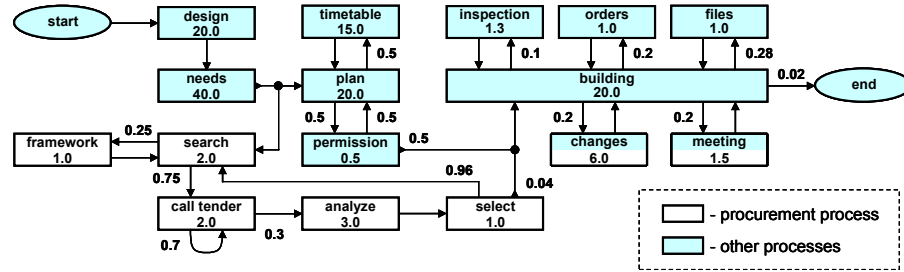 start
design
20.0
timetable
15.0
inspection
1.3
orders
1.0
files
1.0
0.5
0.1
0.2
0.28
needs
40.0
plan
20.0
building
20.0
0.02
end
0.5
0.5
0.2
0.2
framework
1.0
0.25
search
2.0
permission
0.5
0.5
changes
6.0
meeting
1.5
0.75
0.96
0.04
call tender
2.0
analyze
3.0
select
1.0
0.7
0.3
- procurement process
- other processes